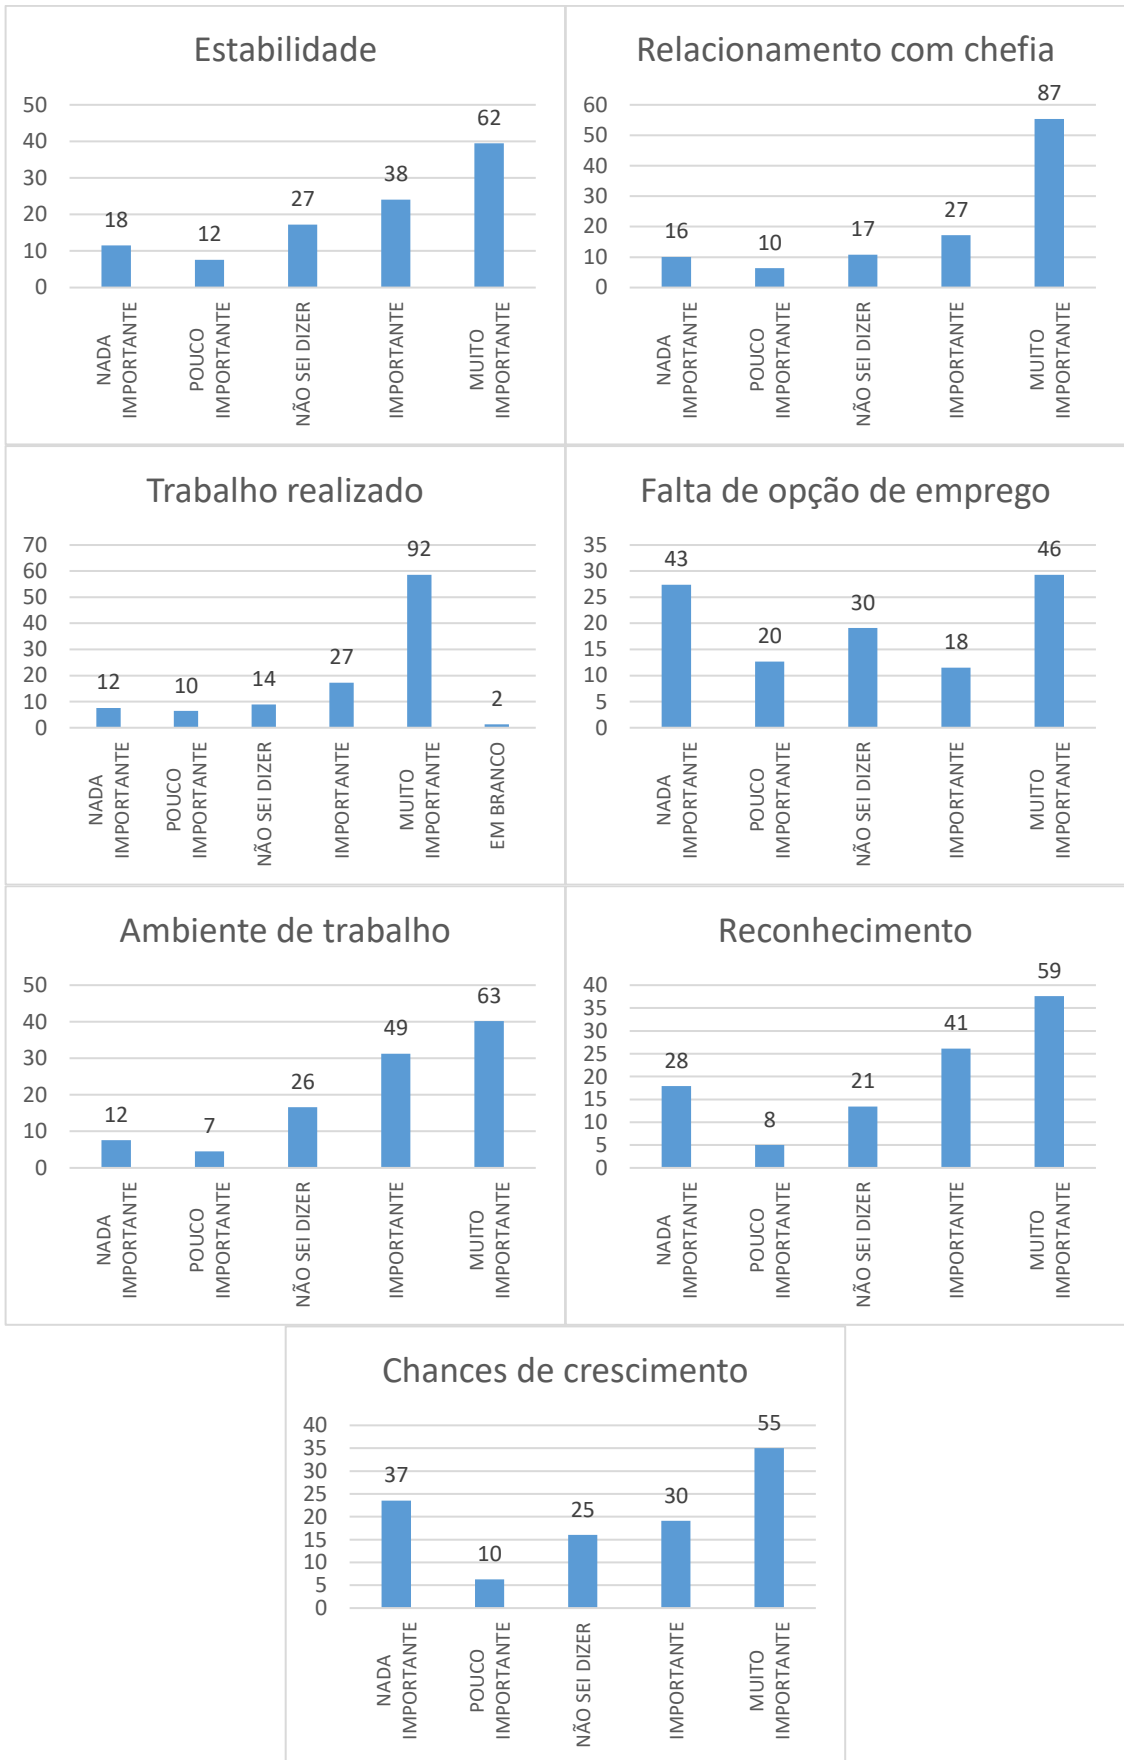 Estabilidade
50
40
30
20
10
0
18
12
27
38
62
NADA
IMPORTANTE
POUCO
IMPORTANTE
NÃO SEI DIZER
IMPORTANTE
MUITO
IMPORTANTE
Relacionamento com chefia
60
50
40
30
20
10
0
16
10
17
27
87
NADA
IMPORTANTE
POUCO
IMPORTANTE
NÃO SEI DIZER
IMPORTANTE
MUITO
IMPORTANTE
Trabalho realizado
70
60
50
40
30
20
10
0
12
10
14
27
92
2
NADA
IMPORTANTE
POUCO
IMPORTANTE
NÃO SEI DIZER
IMPORTANTE
MUITO
IMPORTANTE
EM BRANCO
Falta de opção de emprego
35
30
25
20
15
10
5
0
43
20
30
18
46
NADA
IMPORTANTE
POUCO
IMPORTANTE
NÃO SEI DIZER
IMPORTANTE
MUITO
IMPORTANTE
Ambiente de trabalho
50
40
30
20
10
0
12
7
26
49
63
NADA
IMPORTANTE
POUCO
IMPORTANTE
NÃO SEI DIZER
IMPORTANTE
MUITO
IMPORTANTE
Reconhecimento
40
35
30
25
20
15
10
5
0
28
8
21
41
59
NADA
IMPORTANTE
POUCO
IMPORTANTE
NÃO SEI DIZER
IMPORTANTE
MUITO
IMPORTANTE
Chances de crescimento
40
35
30
25
20
15
10
5
0
37
10
25
30
55
NADA
IMPORTANTE
POUCO
IMPORTANTE
NÃO SEI DIZER
IMPORTANTE
MUITO
IMPORTANTE